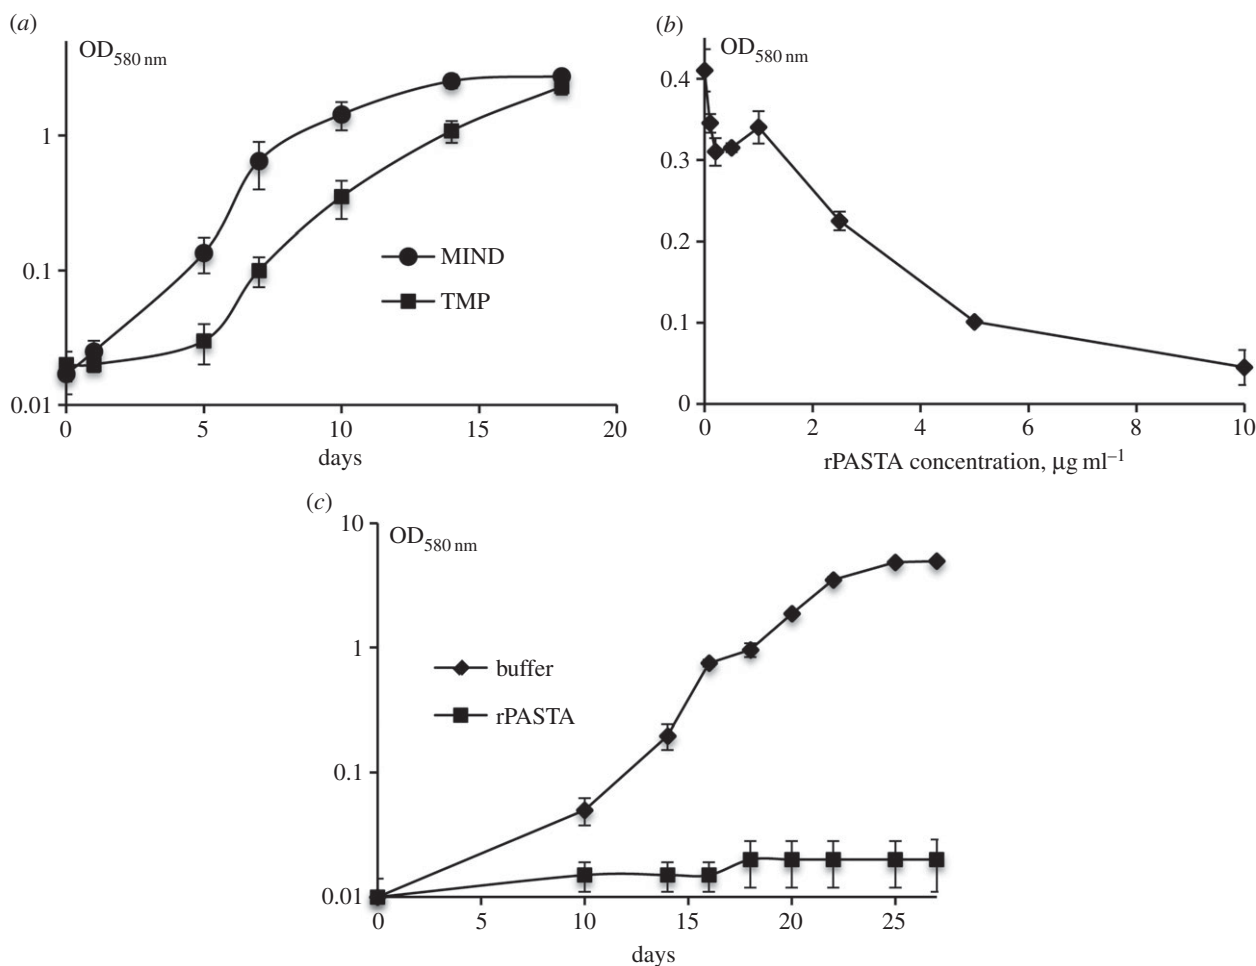 (a)
OD580 nm
1
0.1
0.01
0 5 10 15 20
days
MIND
TMP
(b)
OD580 nm
0.4
0.3
0.2
0.1
0
0 2 4 6 8 10
rPASTA concentration, µg ml–1
(c)
OD580 nm
10
1
0.1
0.01
0 5 10 15 20 25
days
buffer
rPASTA